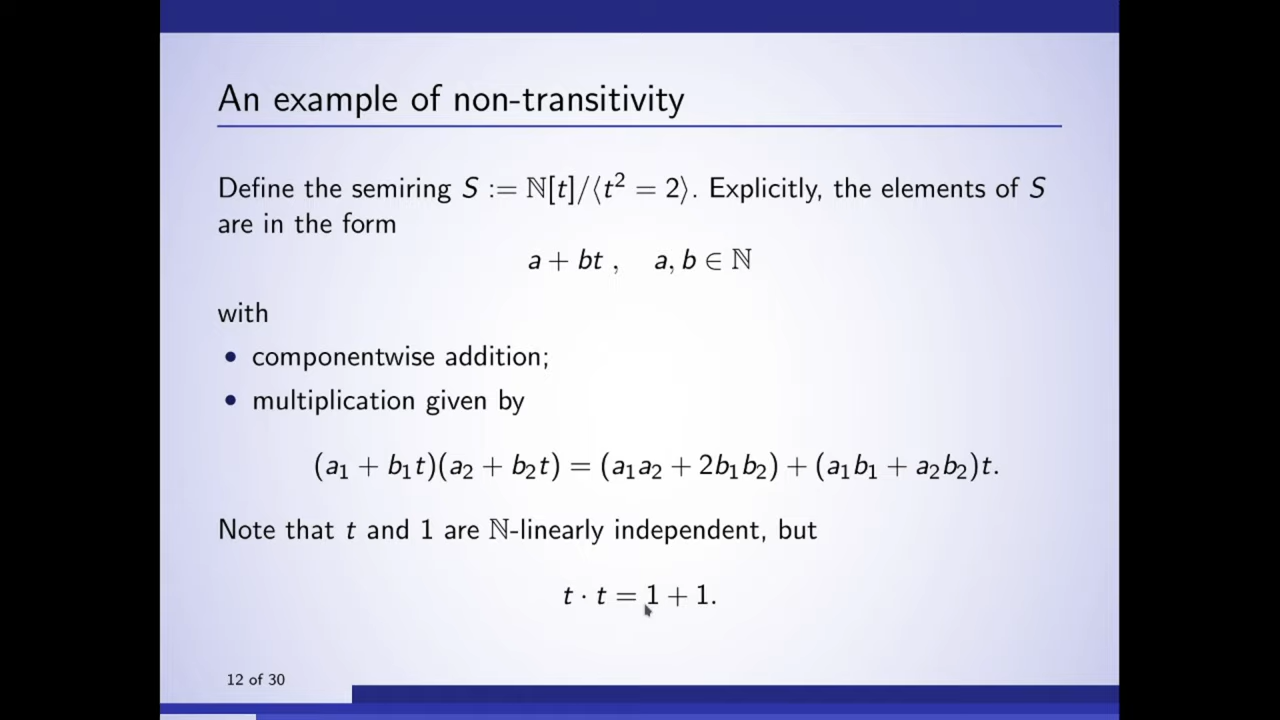 An example of non-transitivity
Define the semiring S := ℕ[t]/⟨t² = 2⟩. Explicitly, the elements of S
are in the form
a + bt , a, b ∈ ℕ
with
• componentwise addition;
• multiplication given by
(a₁ + b₁t)(a₂ + b₂t) = (a₁a₂ + 2b₁b₂) + (a₁b₁ + a₂b₂)t.
Note that t and 1 are ℕ-linearly independent, but
t · t = 1 + 1.
12 of 30